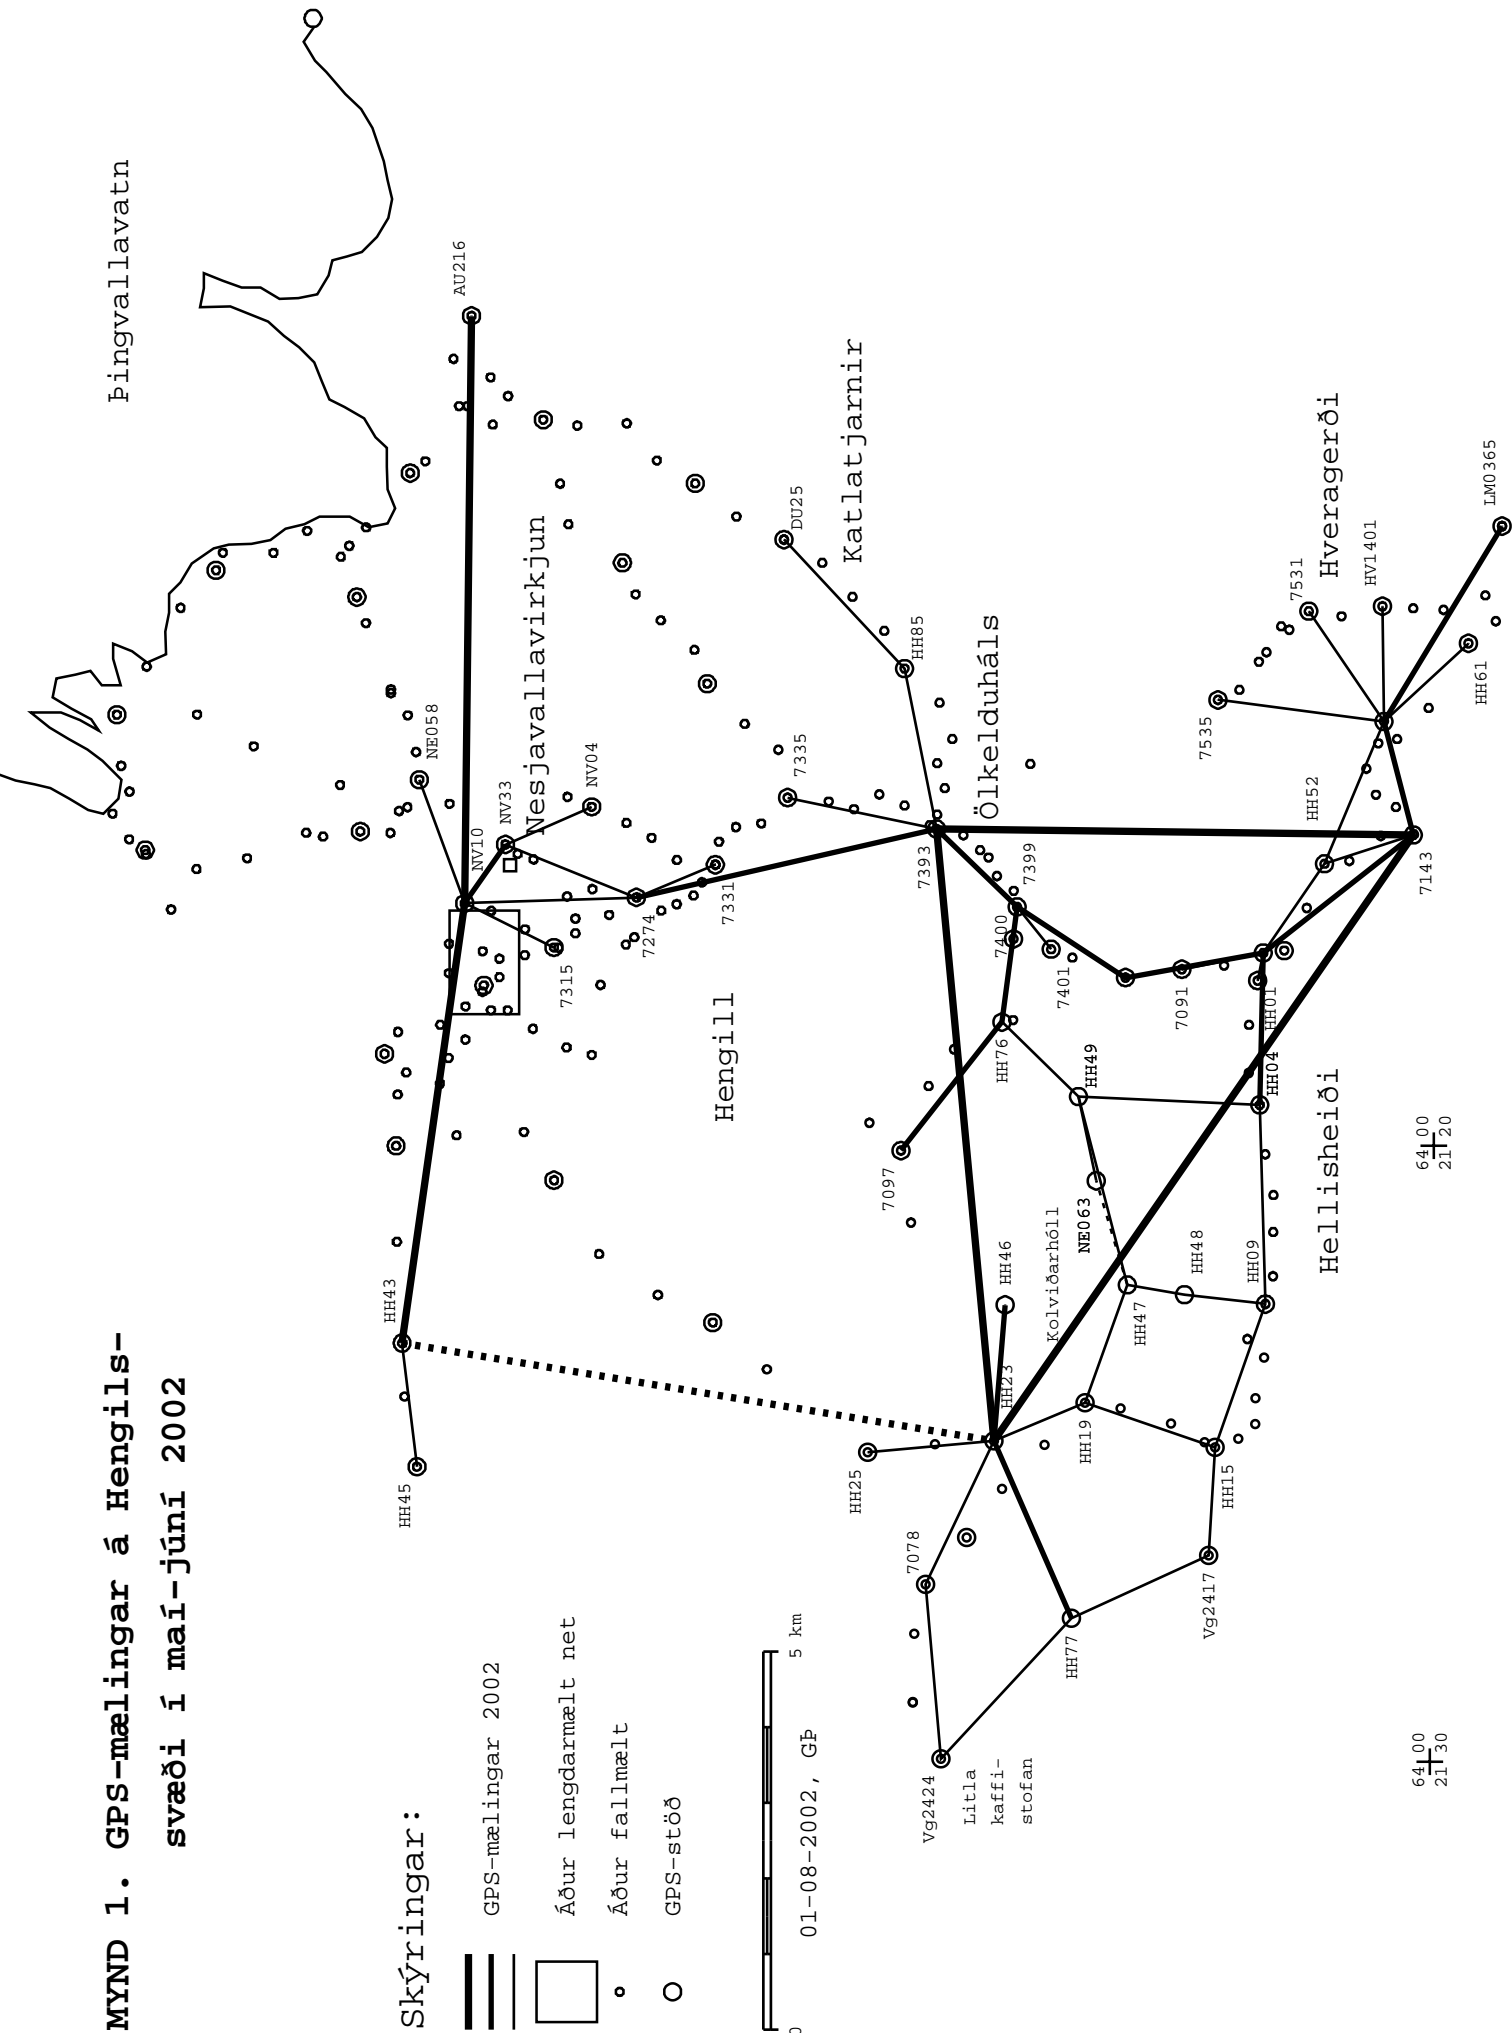 MYND 1. GPS-mælingar á Hengils-
svæði í maí-júní 2002
Skýringar:
GPS-mælingar 2002
Áður lengdarmælt net
Áður fallmælt
GPS-stöð
0
5 km
01-08-2002, GÞ
Þingvallavatn
AU216
NE058
NV10
NV33
NV04
Nesjavallavirkjun
HH43
HH45
7315
7274
7331
7335
Hengill
DU25
HH85
Katlatjarnir
Ölkelduháls
7393
7399
7400
7401
HH76
7097
7091
HH01
HH04
HH49
NE063
HH46
Kolviðarhóll
HH23
HH25
HH19
HH47
HH48
HH09
HH15
7078
HH77
Vg2417
Vg2424
Litla
kaffi-
stofan
Hellisheiði
Hveragerði
7535
7531
HV1401
LM0365
HH61
HH52
7143
64 00
21 20
64 00
21 30